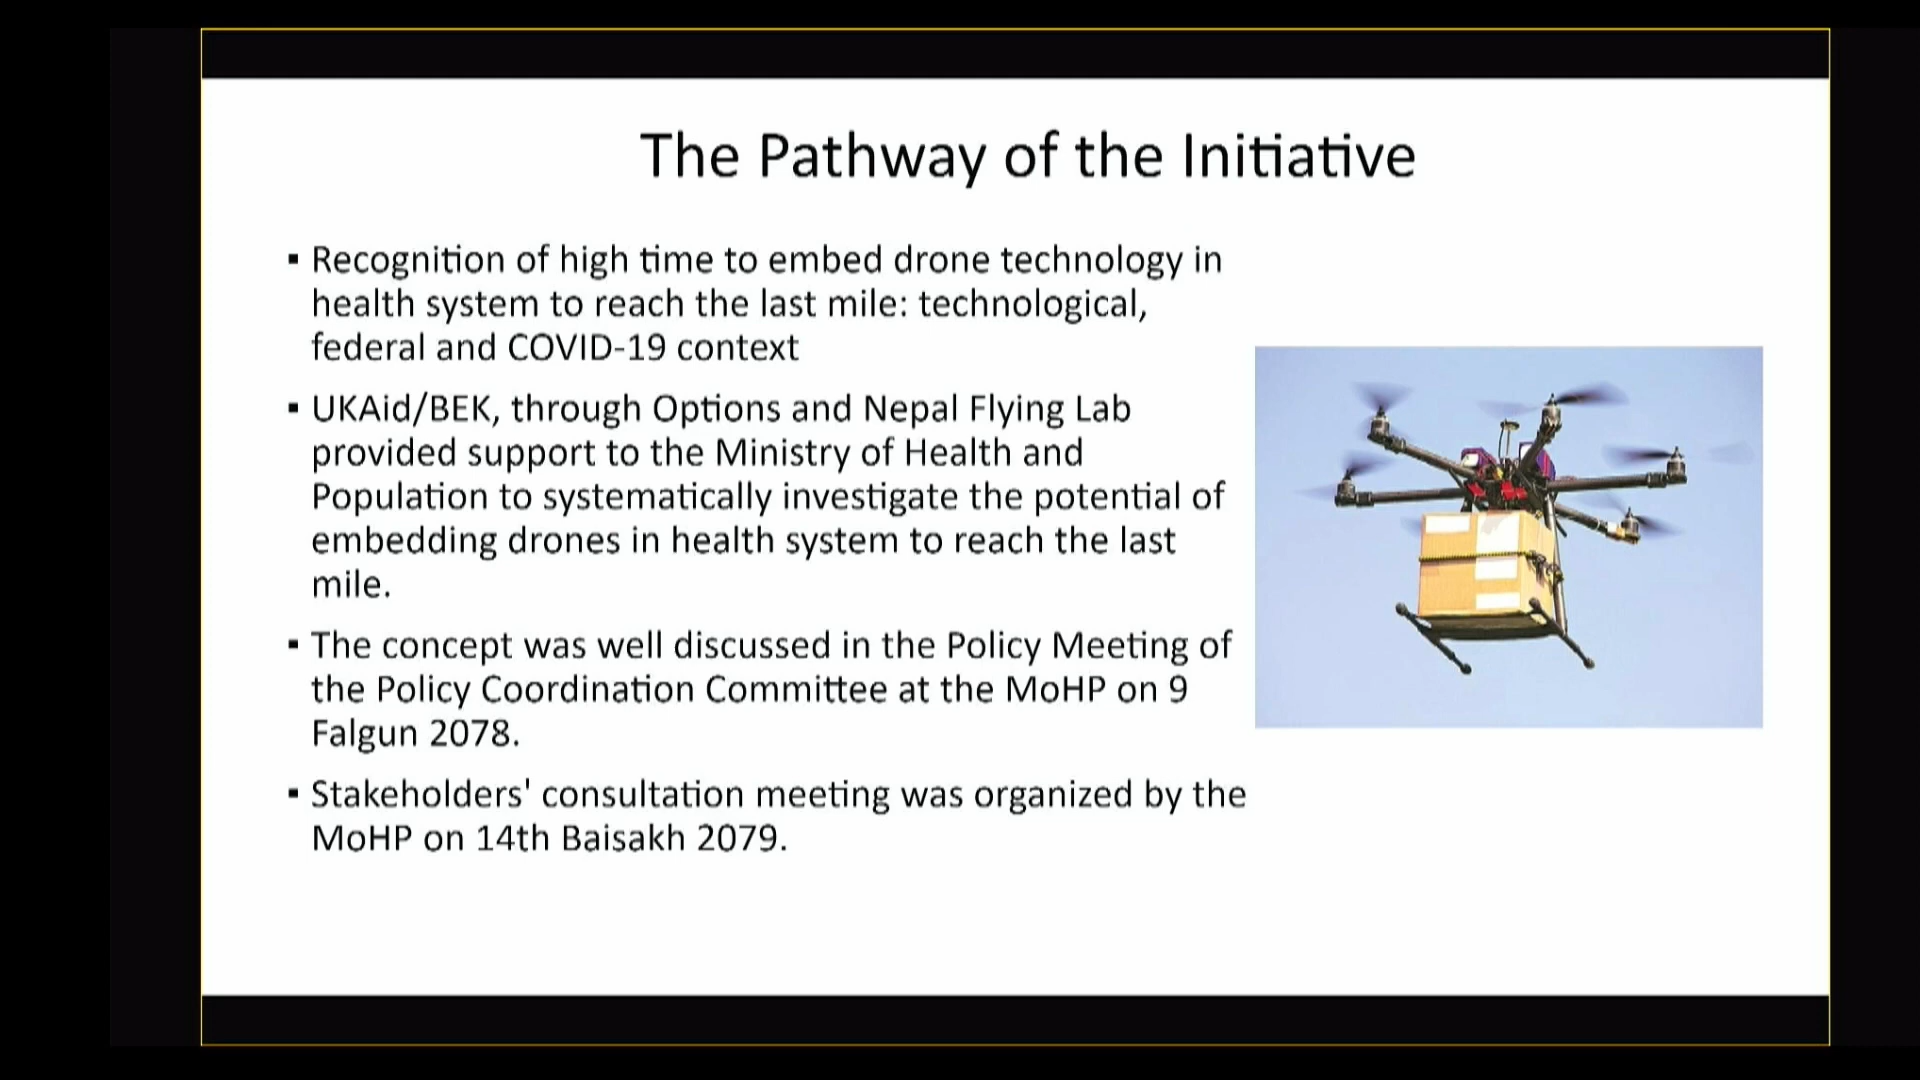 The Pathway of the Initiative
▪ Recognition of high time to embed drone technology in
health system to reach the last mile: technological,
federal and COVID-19 context
▪ UKAid/BEK, through Options and Nepal Flying Lab
provided support to the Ministry of Health and
Population to systematically investigate the potential of
embedding drones in health system to reach the last
mile.
▪ The concept was well discussed in the Policy Meeting of
the Policy Coordination Committee at the MoHP on 9
Falgun 2078.
▪ Stakeholders' consultation meeting was organized by the
MoHP on 14th Baisakh 2079.